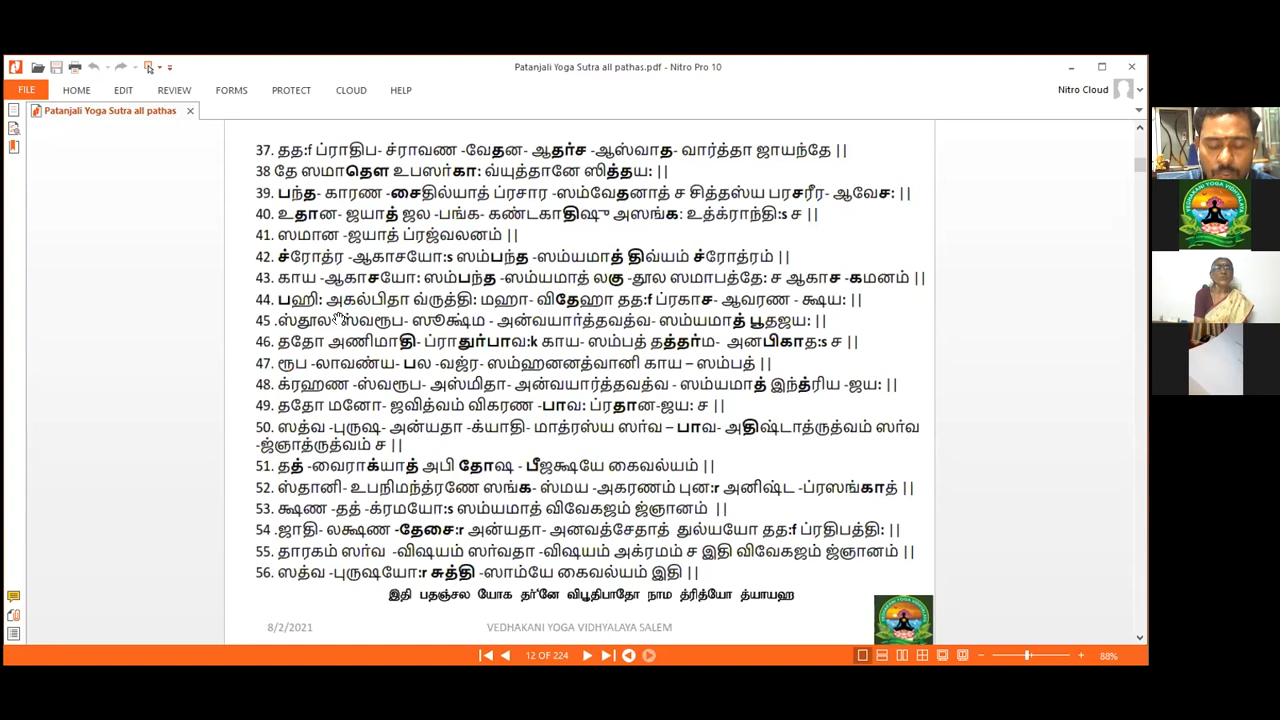 Patanjali Yoga Sutra all pathas.pdf - Nitro Pro 10
FILE HOME EDIT REVIEW FORMS PROTECT CLOUD HELP Nitro Cloud
Patanjali Yoga Sutra all pathas
37. தத:f ப்ராதிப- ச்ராவண -வேதன- ஆதர்ச -ஆஸ்வாத- வார்த்தா ஜாயந்தே ||
38 தே ஸமாதௌ உபஸர்கா: வ்யுத்தானே ஸித்தய: ||
39. பந்த- காரண -சைதில்யாத் ப்ரசார -ஸம்வேதனாத் ச சித்தஸ்ய பரசரீர- ஆவேச: ||
40. உதான- ஜயாத் ஜல -பங்க- கண்டகாதிஷு அஸங்க: உத்க்ராந்தி:s ச ||
41. ஸமான -ஜயாத் ப்ரஜ்வலனம் ||
42. ச்ரோத்ர -ஆகாசயோ:s ஸம்பந்த -ஸம்யமாத் திவ்யம் ச்ரோத்ரம் ||
43. காய -ஆகாசயோ: ஸம்பந்த -ஸம்யமாத் லகு -தூல ஸமாபத்தே: ச ஆகாச -கமனம் ||
44. பஹி: அகல்பிதா வ்ருத்தி: மஹா- விதேஹா தத:f ப்ரகாச- ஆவரண - க்ஷய: ||
45 .ஸ்தூல ஸ்வரூப- ஸூக்ஷ்ம - அன்வயார்த்தவத்வ- ஸம்யமாத் பூதஜய: ||
46. ததோ அணிமாதி- ப்ராதுர்பாவ:k காய- ஸம்பத் தத்தர்ம- அனபிகாத:s ச ||
47. ரூப -லாவண்ய- பல -வஜ்ர- ஸம்ஹனனத்வானி காய – ஸம்பத் ||
48. க்ரஹண -ஸ்வரூப- அஸ்மிதா- அன்வயார்த்தவத்வ - ஸம்யமாத் இந்த்ரிய -ஜய: ||
49. ததோ மனோ- ஜவித்வம் விகரண -பாவ: ப்ரதான-ஜய: ச ||
50. ஸத்வ -புருஷ- அன்யதா -க்யாதி- மாத்ரஸ்ய ஸர்வ – பாவ- அதிஷ்டாத்ருத்வம் ஸர்வ
-ஜ்ஞாத்ருத்வம் ச ||
51. தத் -வைராக்யாத் அபி தோஷ - பீஜக்ஷயே கைவல்யம் ||
52. ஸ்தானி- உபநிமந்த்ரணே ஸங்க- ஸ்மய -அகரணம் புன:r அனிஷ்ட -ப்ரஸங்காத் ||
53. க்ஷண -தத் -க்ரமயோ:s ஸம்யமாத் விவேகஜம் ஜ்ஞானம் ||
54 .ஜாதி- லக்ஷண -தேசை:r அன்யதா- அனவத்சேதாத் துல்யயோ தத:f ப்ரதிபத்தி: ||
55. தாரகம் ஸர்வ -விஷயம் ஸர்வதா -விஷயம் அக்ரமம் ச இதி விவேகஜம் ஜ்ஞானம் ||
56. ஸத்வ -புருஷயோ:r சுத்தி -ஸாம்யே கைவல்யம் இதி ||
இதி பதஞ்சல யோக தர்'னே விபூதிபாதோ நாம த்ரித்யோ த்யாயஹ
8/2/2021 VEDHAKANI YOGA VIDHYALAYA SALEM
12 OF 224 88%